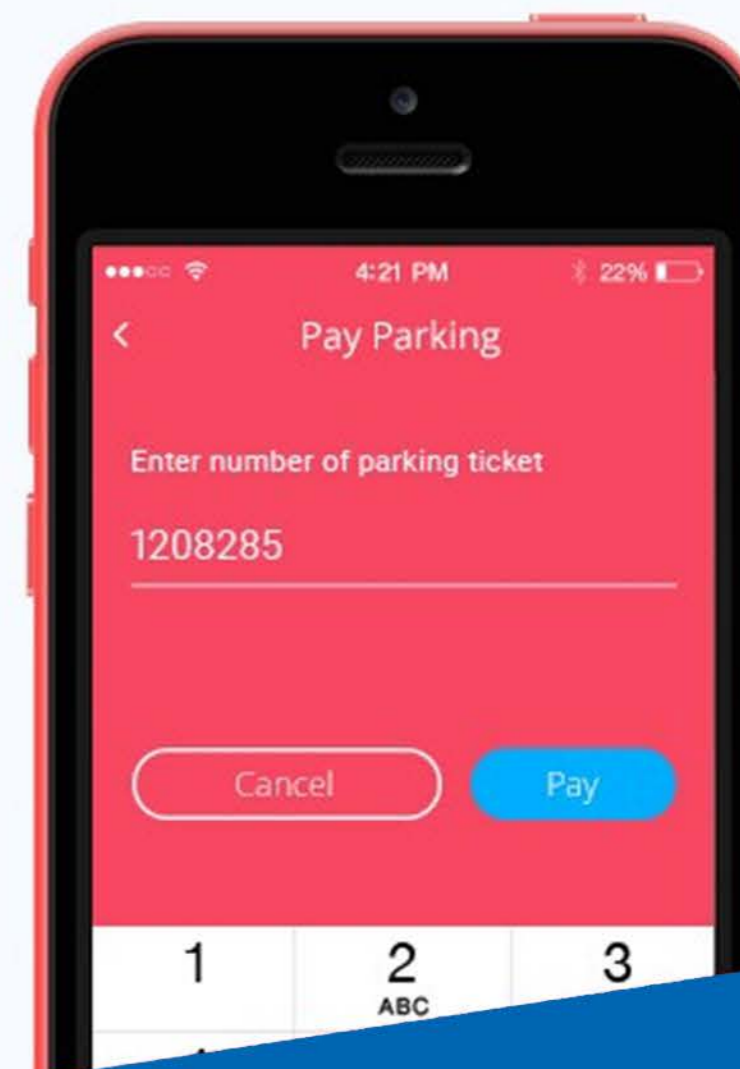 4:21 PM 22%
Pay Parking
Enter number of parking ticket
1208285
Cancel Pay
1 2 3
ABC